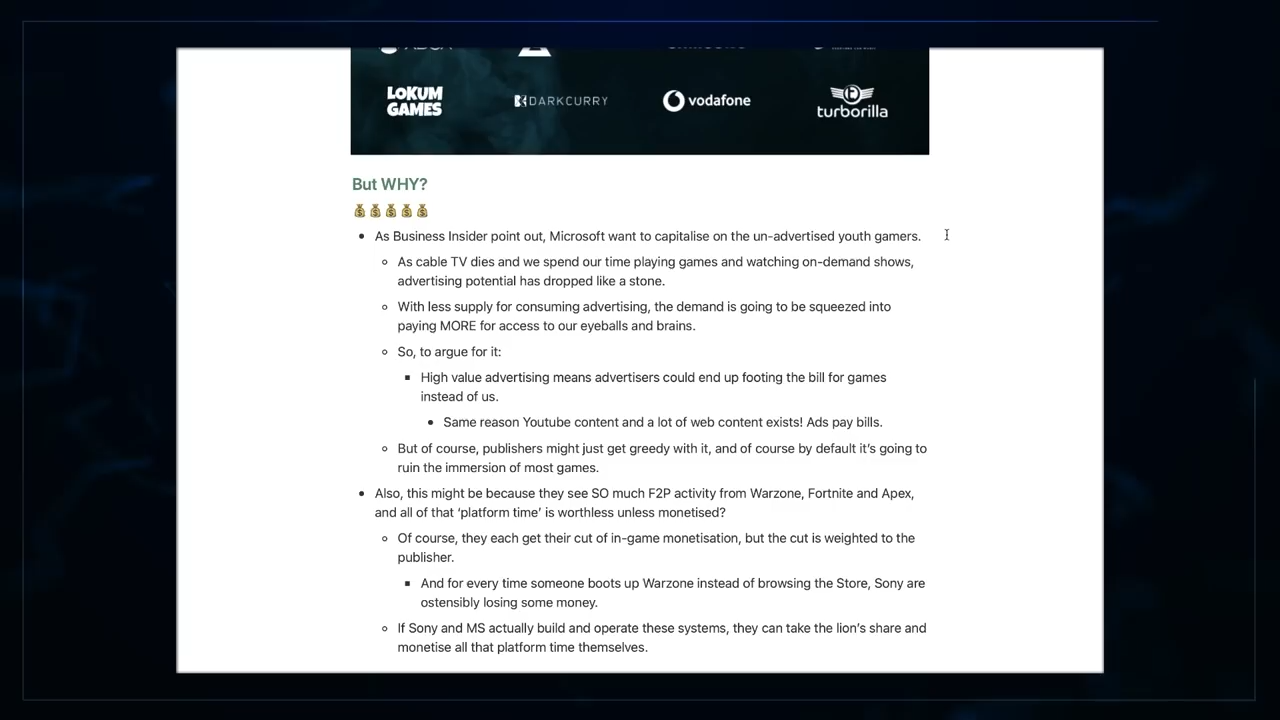 LOKUM
GAMES
DARKCURRY
vodafone
turborilla
But WHY?
As Business Insider point out, Microsoft want to capitalise on the un-advertised youth gamers.
As cable TV dies and we spend our time playing games and watching on-demand shows,
advertising potential has dropped like a stone.
With less supply for consuming advertising, the demand is going to be squeezed into
paying MORE for access to our eyeballs and brains.
So, to argue for it:
High value advertising means advertisers could end up footing the bill for games
instead of us.
Same reason Youtube content and a lot of web content exists! Ads pay bills.
But of course, publishers might just get greedy with it, and of course by default it’s going to
ruin the immersion of most games.
Also, this might be because they see SO much F2P activity from Warzone, Fortnite and Apex,
and all of that ‘platform time’ is worthless unless monetised?
Of course, they each get their cut of in-game monetisation, but the cut is weighted to the
publisher.
And for every time someone boots up Warzone instead of browsing the Store, Sony are
ostensibly losing some money.
If Sony and MS actually build and operate these systems, they can take the lion’s share and
monetise all that platform time themselves.